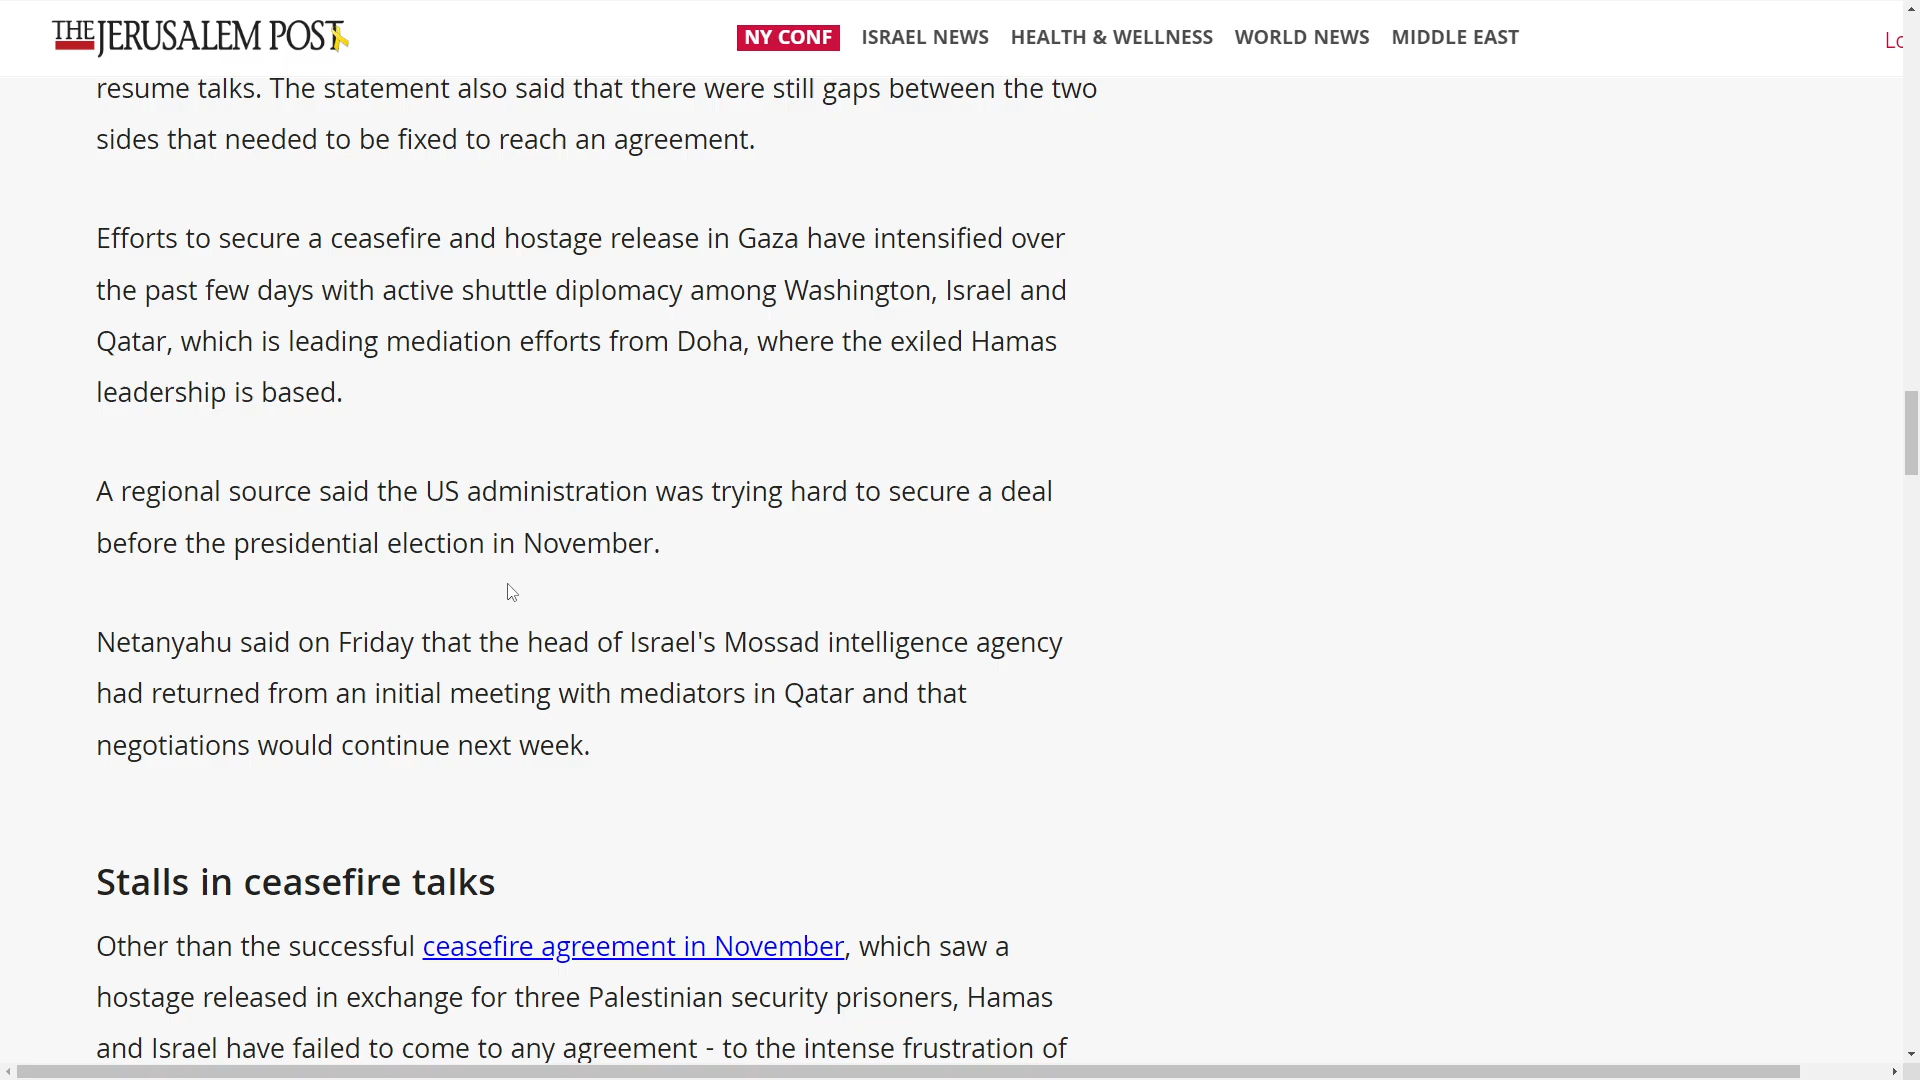 THE JERUSALEM POST
NY CONF ISRAEL NEWS HEALTH & WELLNESS WORLD NEWS MIDDLE EAST
Lo
resume talks. The statement also said that there were still gaps between the two
sides that needed to be fixed to reach an agreement.
Efforts to secure a ceasefire and hostage release in Gaza have intensified over
the past few days with active shuttle diplomacy among Washington, Israel and
Qatar, which is leading mediation efforts from Doha, where the exiled Hamas
leadership is based.
A regional source said the US administration was trying hard to secure a deal
before the presidential election in November.
Netanyahu said on Friday that the head of Israel's Mossad intelligence agency
had returned from an initial meeting with mediators in Qatar and that
negotiations would continue next week.
Stalls in ceasefire talks
Other than the successful ceasefire agreement in November, which saw a
hostage released in exchange for three Palestinian security prisoners, Hamas
and Israel have failed to come to any agreement - to the intense frustration of